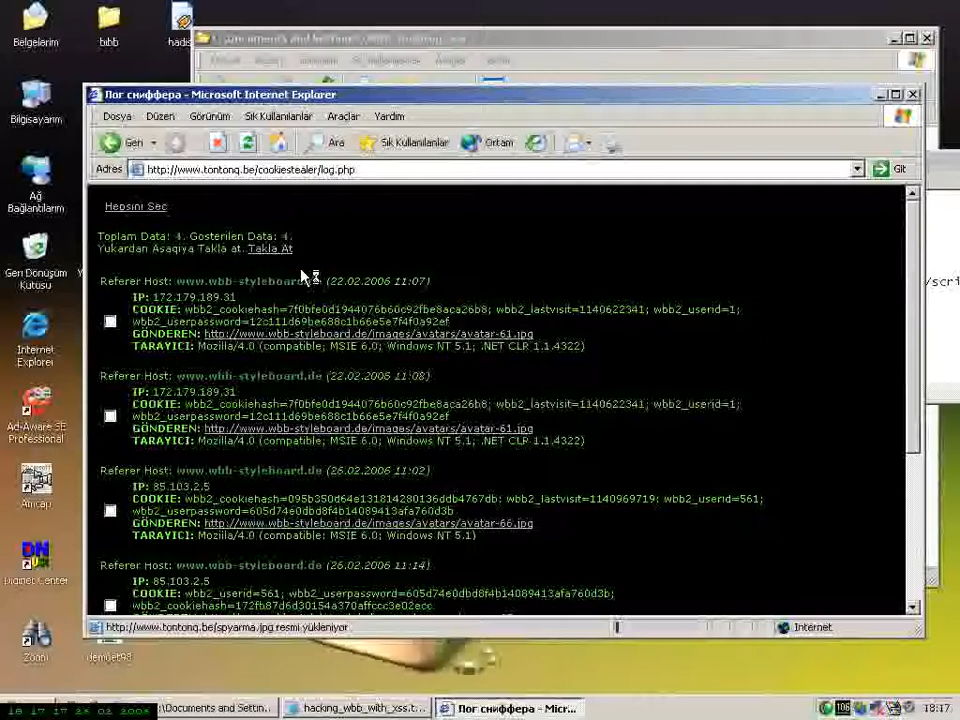 Belgelerim
bıbb
hadis
Лог сниффера - Microsoft Internet Explorer
Dosya Düzen Görünüm Sık Kullanılanlar Araçlar Yardım
Geri Ara Sık Kullanılanlar Ortam
Adres http://www.tontonq.be/cookiestealer/log.php Git
Bilgisayarım
Ağ
Bağlantılarım
Geri Dönüşüm
Kutusu
Internet
Explorer
Ad-Aware SE
Professional
Amcap
Zoom
Hepsini Sec
Toplam Data: 4. Gosterilen Data: 4.
Yukardan Asaqiya Takla at. Takla At
Referer Host: www.wbb-styleboard.de (22.02.2006 11:07)
IP: 172.179.189.31
COOKIE: wbb2_cookiehash=7f0bfe0d1944076b60c92fbe8aca26b8; wbb2_lastvisit=1140622341; wbb2_userid=1;
wbb2_userpassword=12c111d69be688c1b66e5e7f4f0a92ef
GÖNDEREN: http://www.wbb-styleboard.de/images/avatars/avatar-61.jpg
TARAYICI: Mozilla/4.0 (compatible; MSIE 6.0; Windows NT 5.1; .NET CLR 1.1.4322)
Referer Host: www.wbb-styleboard.de (22.02.2006 11:08)
IP: 172.179.189.31
COOKIE: wbb2_cookiehash=7f0bfe0d1944076b60c92fbe8aca26b8; wbb2_lastvisit=1140622341; wbb2_userid=1;
wbb2_userpassword=12c111d69be688c1b66e5e7f4f0a92ef
GÖNDEREN: http://www.wbb-styleboard.de/images/avatars/avatar-61.jpg
TARAYICI: Mozilla/4.0 (compatible; MSIE 6.0; Windows NT 5.1; .NET CLR 1.1.4322)
Referer Host: www.wbb-styleboard.de (26.02.2006 11:02)
IP: 85.103.2.5
COOKIE: wbb2_cookiehash=095b350d64e131814280136ddb4767db; wbb2_lastvisit=1140969719; wbb2_userid=561;
wbb2_userpassword=605d74e0dbd8f4b14089413afa760d3b
GÖNDEREN: http://www.wbb-styleboard.de/images/avatars/avatar-66.jpg
TARAYICI: Mozilla/4.0 (compatible; MSIE 6.0; Windows NT 5.1)
Referer Host: www.wbb-styleboard.de (26.02.2006 11:14)
IP: 85.103.2.5
COOKIE: wbb2_userid=561; wbb2_userpassword=605d74e0dbd8f4b14089413afa760d3b;
wbb2_cookiehash=172fb87d6d30154a370affccc3e02ecc
http://www.tontonq.be/spyarma.jpg resmi yükleniyor
Internet
:\Documents and Settin...
hacking_wbb_with_xss.t...
Лог сниффера - Micros...
106
18:17